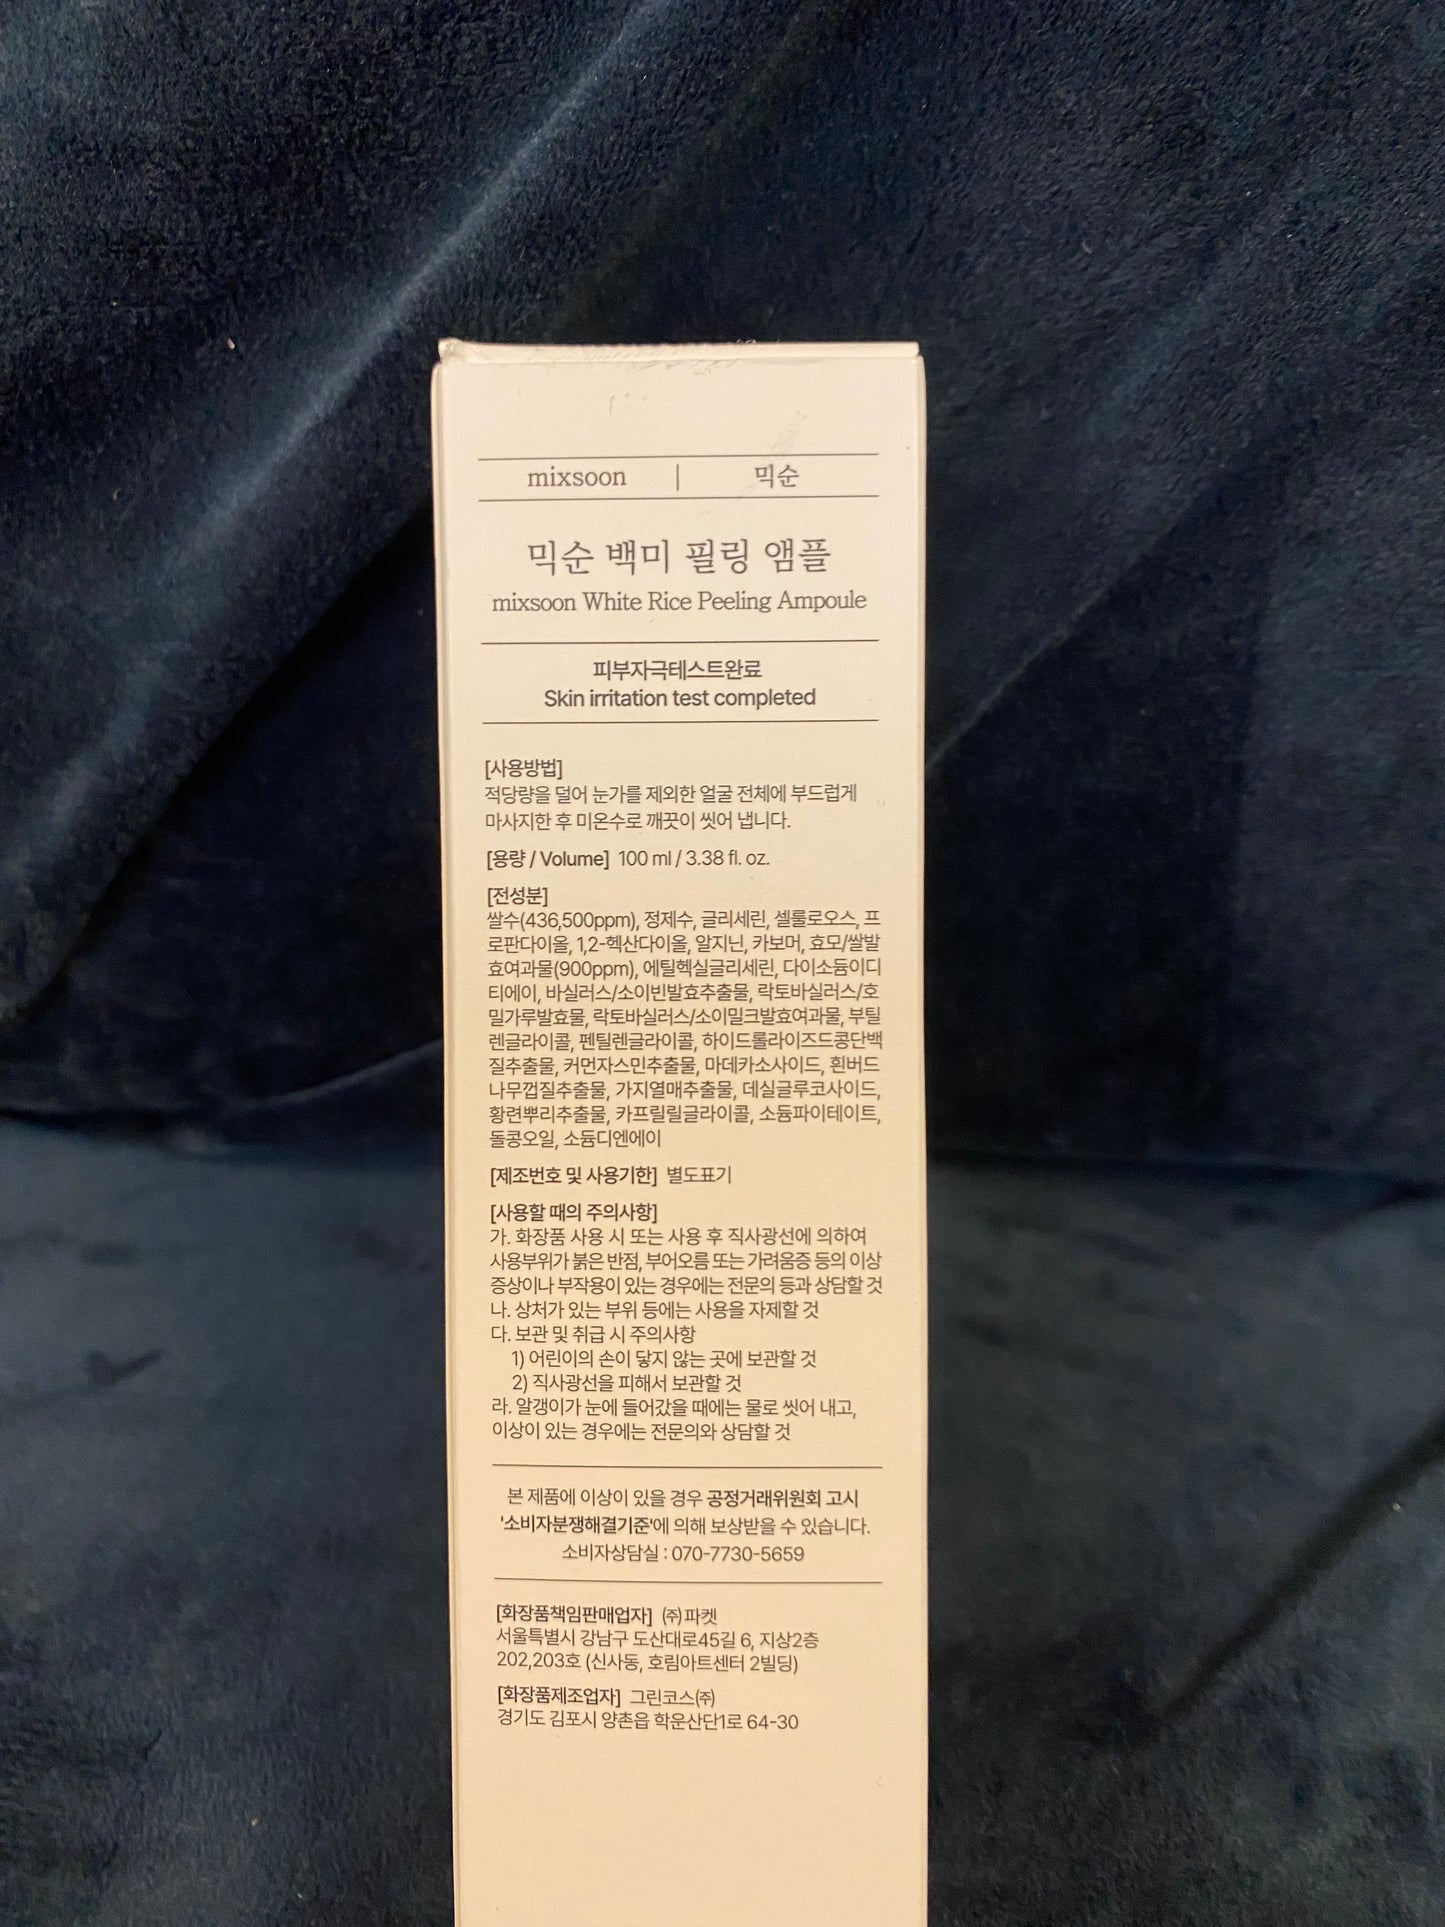 mixsoon | 믹순
믹순 백미 필링 앰플
mixsoon White Rice Peeling Ampoule
피부자극테스트완료
Skin irritation test completed
[사용방법]
적당량을 덜어 눈가를 제외한 얼굴 전체에 부드럽게
마사지한 후 미온수로 깨끗이 씻어 냅니다.
[용량 / Volume] 100 ml / 3.38 fl. oz.
[전성분]
쌀수(436,500ppm), 정제수, 글리세린, 셀룰로오스, 프
로판다이올, 1,2-헥산다이올, 알지닌, 카보머, 효모/쌀발
효여과물(900ppm), 에틸헥실글리세린, 다이소듐이디
티에이, 바실러스/소이빈발효추출물, 락토바실러스/호
밀가루발효물, 락토바실러스/소이밀크발효여과물, 부틸
렌글라이콜, 펜틸렌글라이콜, 하이드롤라이즈드콩단백
질추출물, 커먼자스민추출물, 마데카소사이드, 흰버드
나무껍질추출물, 가지열매추출물, 데실글루코사이드,
황련뿌리추출물, 카프릴릴글라이콜, 소듐파이테이트,
돌콩오일, 소듐디엔에이
[제조번호 및 사용기한] 별도표기
[사용할 때의 주의사항]
가. 화장품 사용 시 또는 사용 후 직사광선에 의하여
사용부위가 붉은 반점, 부어오름 또는 가려움증 등의 이상
증상이나 부작용이 있는 경우에는 전문의 등과 상담할 것
나. 상처가 있는 부위 등에는 사용을 자제할 것
다. 보관 및 취급 시 주의사항
1) 어린이의 손이 닿지 않는 곳에 보관할 것
2) 직사광선을 피해서 보관할 것
라. 알갱이가 눈에 들어갔을 때에는 물로 씻어 내고,
이상이 있는 경우에는 전문의와 상담할 것
본 제품에 이상이 있을 경우 공정거래위원회 고시
'소비자분쟁해결기준'에 의해 보상받을 수 있습니다.
소비자상담실 : 070-7730-5659
[화장품책임판매업자] ㈜파켓
서울특별시 강남구 도산대로45길 6, 지상2층
202,203호 (신사동, 호림아트센터 2빌딩)
[화장품제조업자] 그린코스㈜
경기도 김포시 양촌읍 학운산단1로 64-30